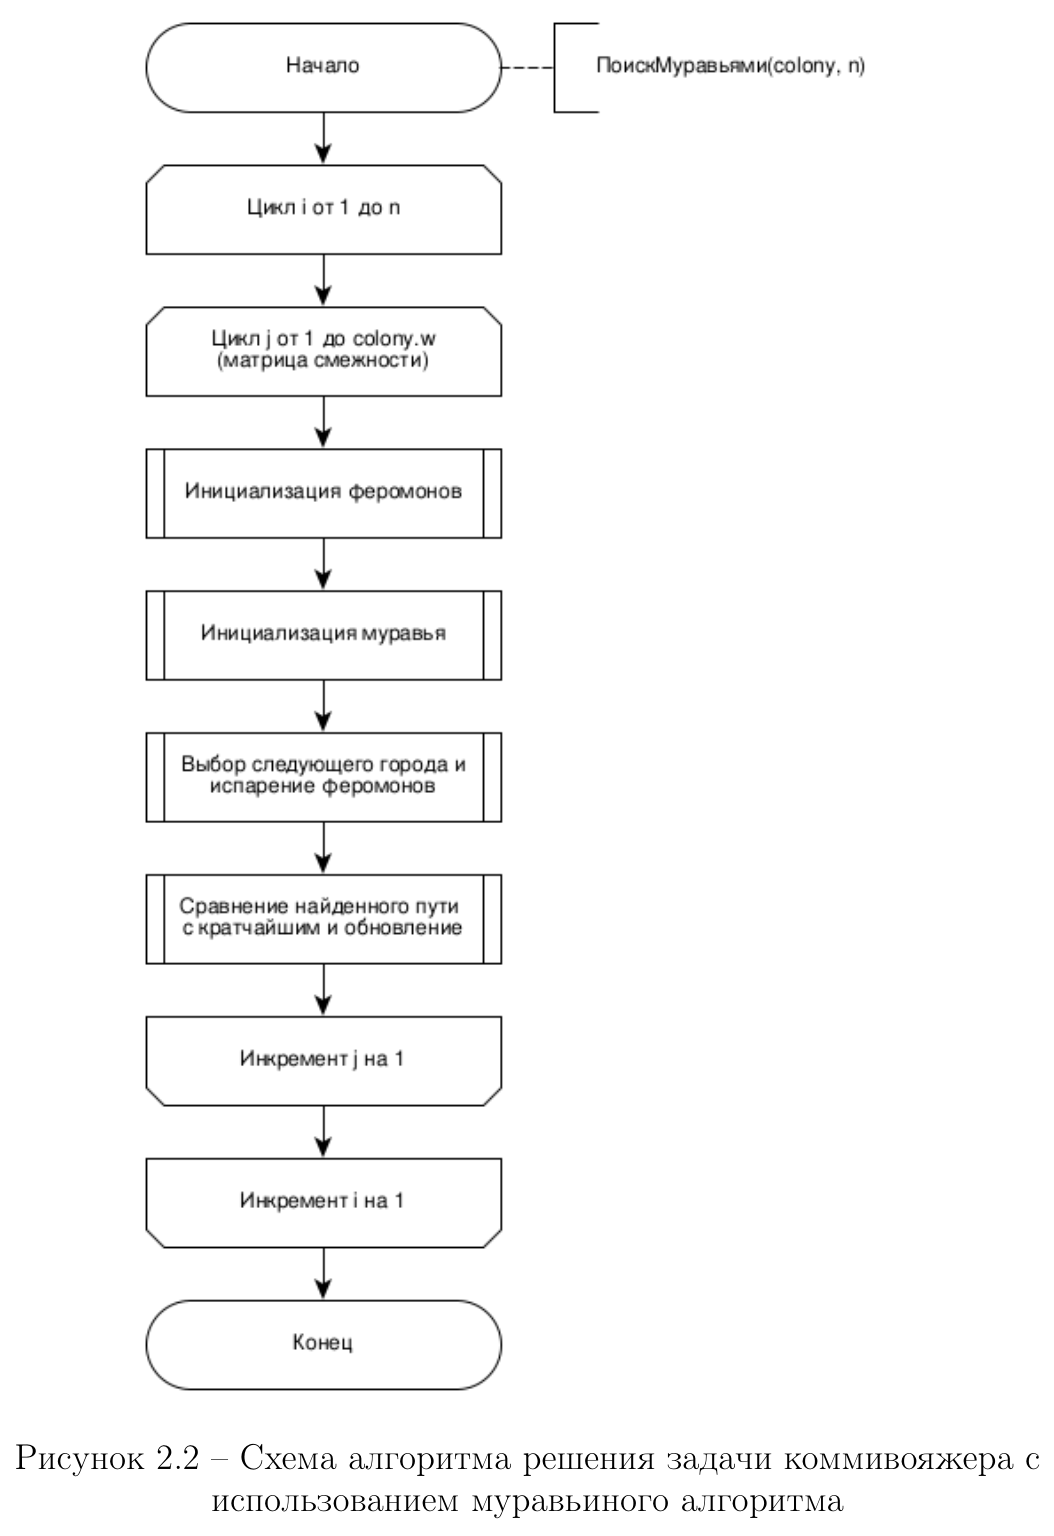 Начало
ПоискМуравьями(colony, n)
Цикл i от 1 до n
Цикл j от 1 до colony.w
(матрица смежности)
Инициализация феромонов
Инициализация муравья
Выбор следующего города и
испарение феромонов
Сравнение найденного пути
с кратчайшим и обновление
Инкремент j на 1
Инкремент i на 1
Конец
Рисунок 2.2 – Схема алгоритма решения задачи коммивояжера с
использованием муравьиного алгоритма